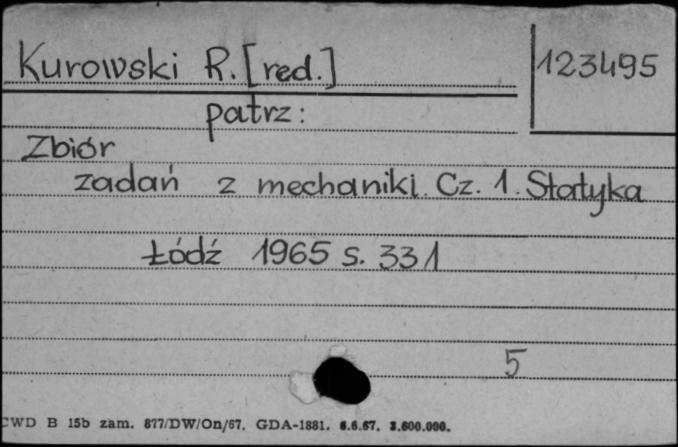 Kurowski R. [red.]
123495
patrz:
Zbiór
zadań z mechaniki. Cz. 1. Statyka
Łódź 1965 s. 331
5
CWD B 15b zam. 877/DW/On/67. GDA-1881. 6.6.67. 3.600.000.